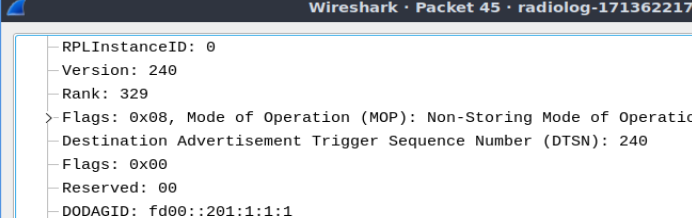 Wireshark · Packet 45 · radiolog-171362217
RPLInstanceID: 0
Version: 240
Rank: 329
Flags: 0x08, Mode of Operation (MOP): Non-Storing Mode of Operatio
Destination Advertisement Trigger Sequence Number (DTSN): 240
Flags: 0x00
Reserved: 00
DODAGID: fd00::201:1:1:1